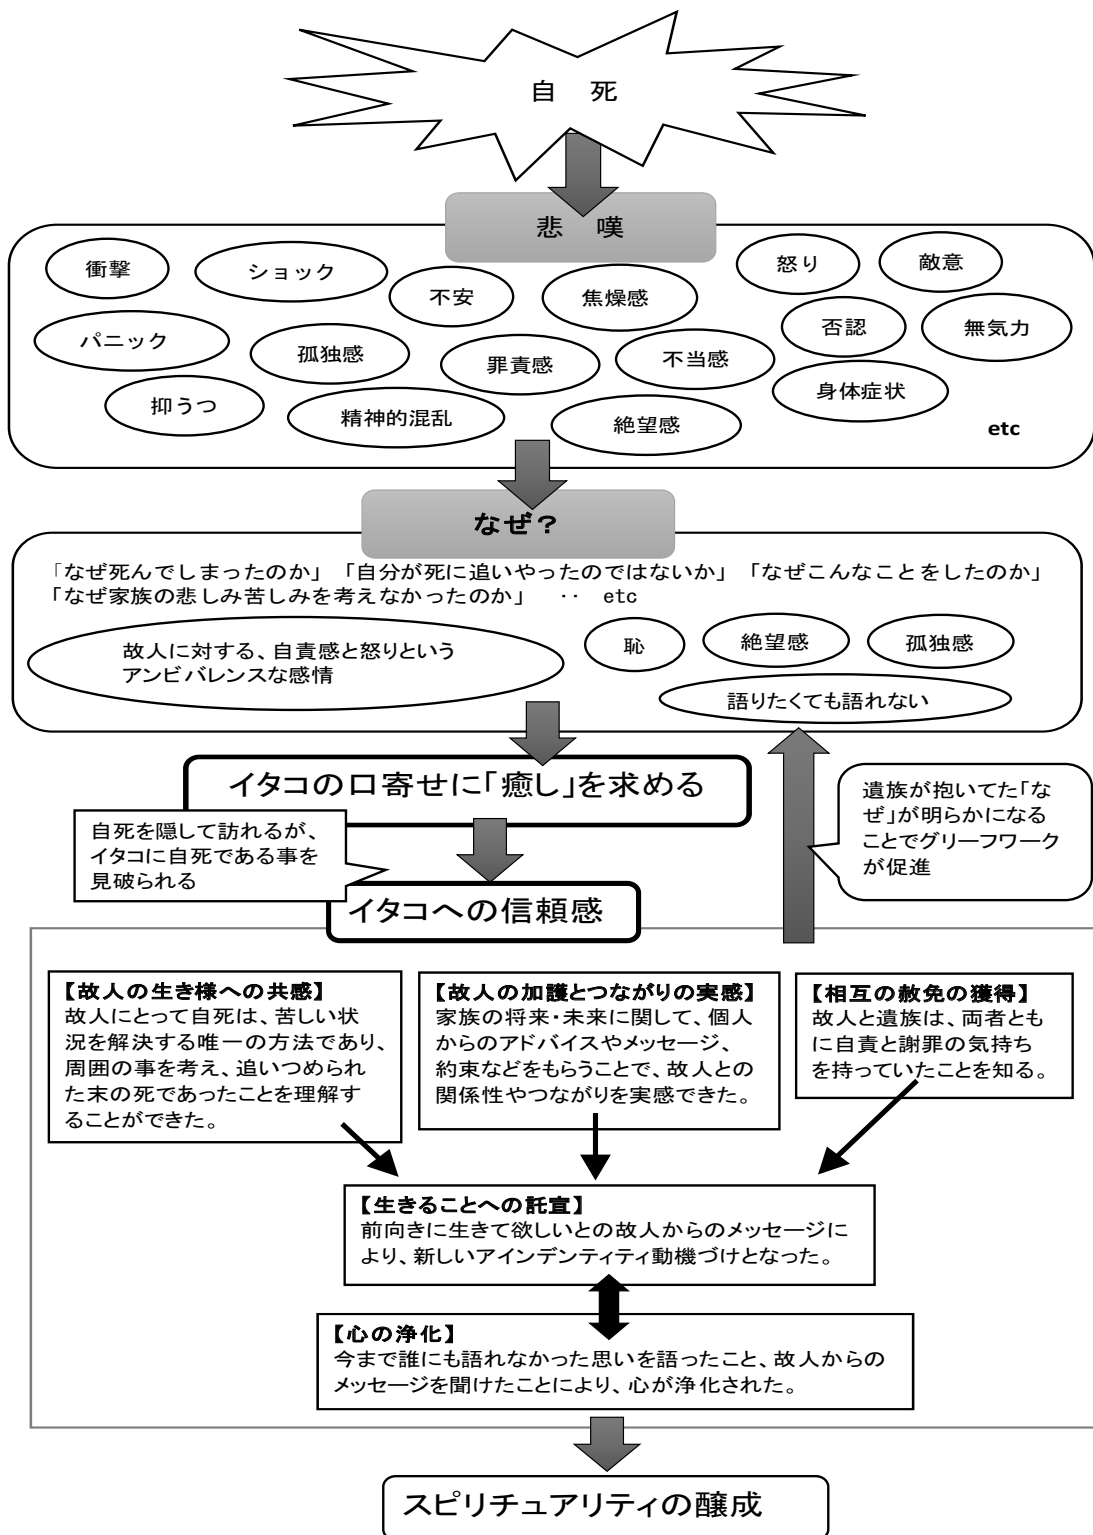 自　死
悲　嘆
衝撃
ショック
不安
焦燥感
怒り
敵意
パニック
孤独感
罪責感
不当感
否認
無気力
抑うつ
精神的混乱
絶望感
身体症状
etc
なぜ？
「なぜ死んでしまったのか」　「自分が死に追いやったのではないか」　「なぜこんなことをしたのか」
「なぜ家族の悲しみ苦しみを考えなかったのか」　‥　etc
故人に対する、自責感と怒りという
アンビバレンスな感情
恥
絶望感
孤独感
語りたくても語れない
イタコの口寄せに「癒し」を求める
自死を隠して訪れるが、
イタコに自死である事を
見破られる
遺族が抱いてた「な
ぜ」が明らかになる
ことでグリーフワーク
が促進
イタコへの信頼感
【故人の生き様への共感】
故人にとって自死は、苦しい状
況を解決する唯一の方法であり、
周囲の事を考え、追いつめられ
た末の死であったことを理解す
ることができた。
【故人の加護とつながりの実感】
家族の将来・未来に関して、個人
からのアドバイスやメッセージ、
約束などをもらうことで、故人との
関係性やつながりを実感できた。
【相互の赦免の獲得】
故人と遺族は、両者とも
に自責と謝罪の気持ち
を持っていたことを知る。
【生きることへの託宣】
前向きに生きて欲しいとの故人からのメッセージに
より、新しいアインデンティティ動機づけとなった。
【心の浄化】
今まで誰にも語れなかった思いを語ったこと、故人からの
メッセージを聞けたことにより、心が浄化された。
スピリチュアリティの醸成